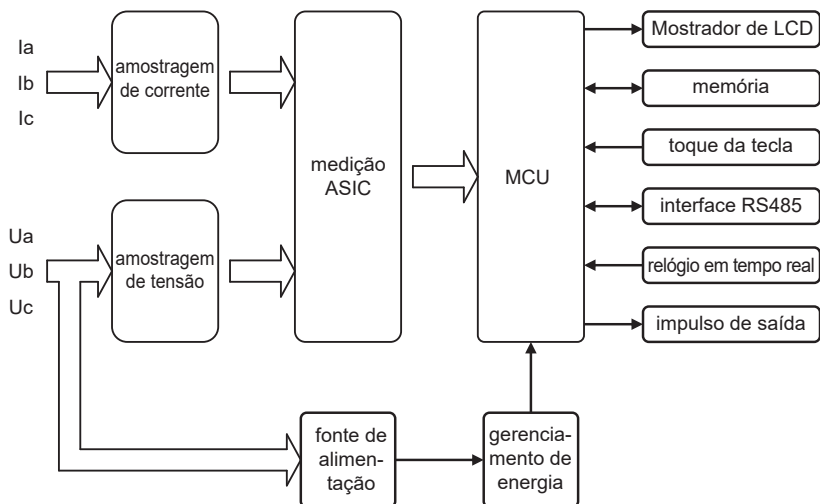 Ia
Ib
Ic
amostragem
de corrente
Ua
Ub
Uc
amostragem
de tensão
medição
ASIC
MCU
Mostrador de LCD
memória
toque da tecla
interface RS485
relógio em tempo real
impulso de saída
fonte de
alimen-
tação
gerencia-
mento de
energia